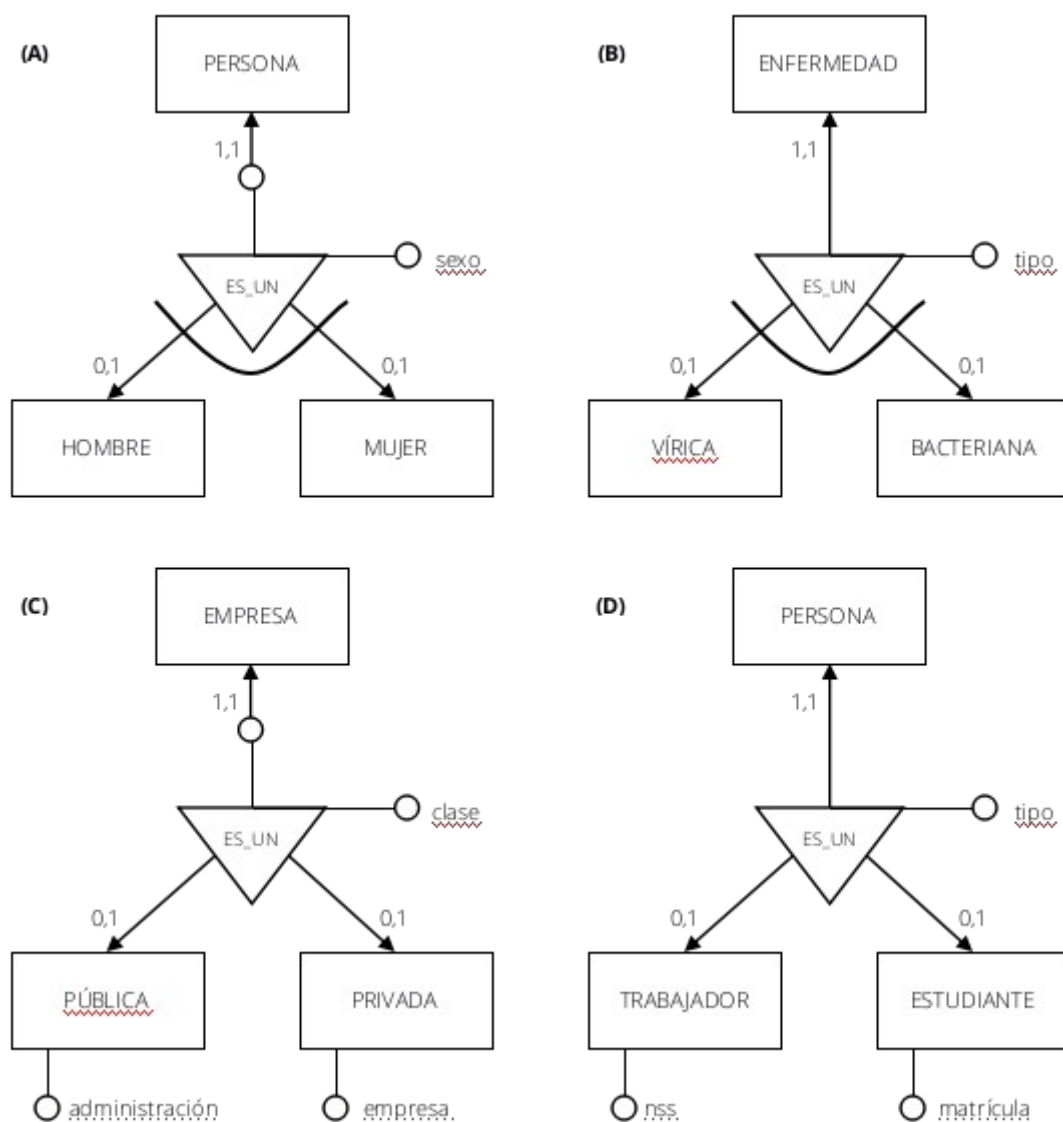 (A)
PERSONA
1,1
sexo
ES_UN
0,1
0,1
HOMBRE
MUJER
(B)
ENFERMEDAD
1,1
tipo
ES_UN
0,1
0,1
VÍRICA
BACTERIANA
(C)
EMPRESA
1,1
clase
ES_UN
0,1
0,1
PÚBLICA
PRIVADA
administración
empresa
(D)
PERSONA
1,1
tipo
ES_UN
0,1
0,1
TRABAJADOR
ESTUDIANTE
nss
matrícula